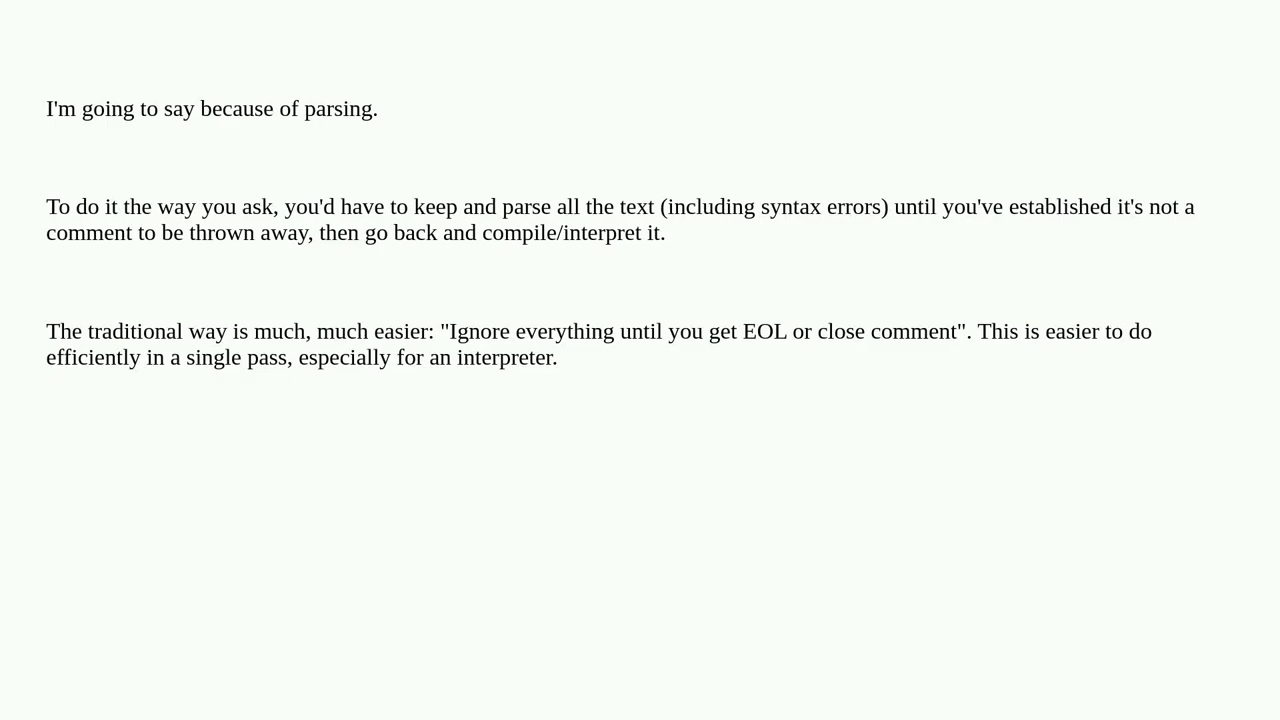 I'm going to say because of parsing.
To do it the way you ask, you'd have to keep and parse all the text (including syntax errors) until you've established it's not a
comment to be thrown away, then go back and compile/interpret it.
The traditional way is much, much easier: "Ignore everything until you get EOL or close comment". This is easier to do
efficiently in a single pass, especially for an interpreter.